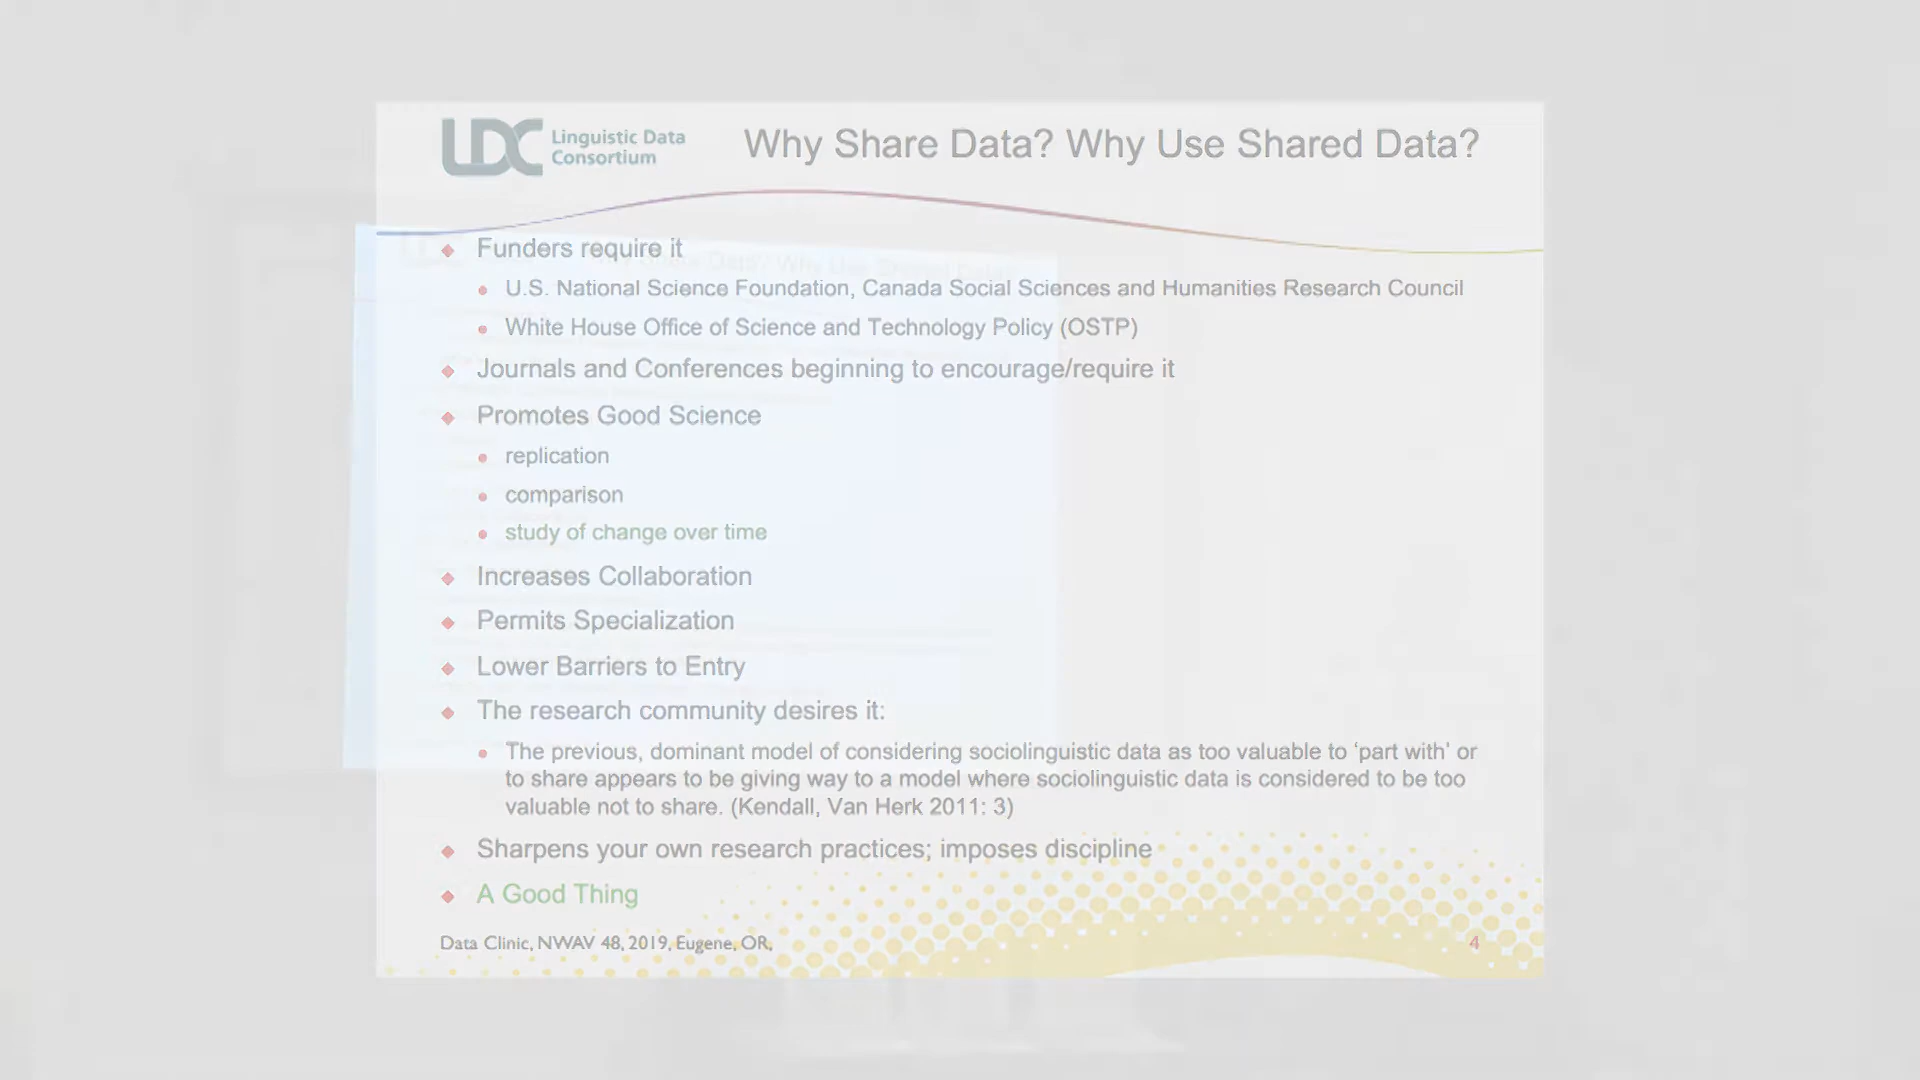 LDC Linguistic Data
Consortium
Why Share Data? Why Use Shared Data?
Funders require it
U.S. National Science Foundation, Canada Social Sciences and Humanities Research Council
White House Office of Science and Technology Policy (OSTP)
Journals and Conferences beginning to encourage/require it
Promotes Good Science
replication
comparison
study of change over time
Increases Collaboration
Permits Specialization
Lower Barriers to Entry
The research community desires it:
The previous, dominant model of considering sociolinguistic data as too valuable to ‘part with’ or
to share appears to be giving way to a model where sociolinguistic data is considered to be too
valuable not to share. (Kendall, Van Herk 2011: 3)
Sharpens your own research practices; imposes discipline
A Good Thing
Data Clinic, NWAV 48, 2019, Eugene, OR,
4